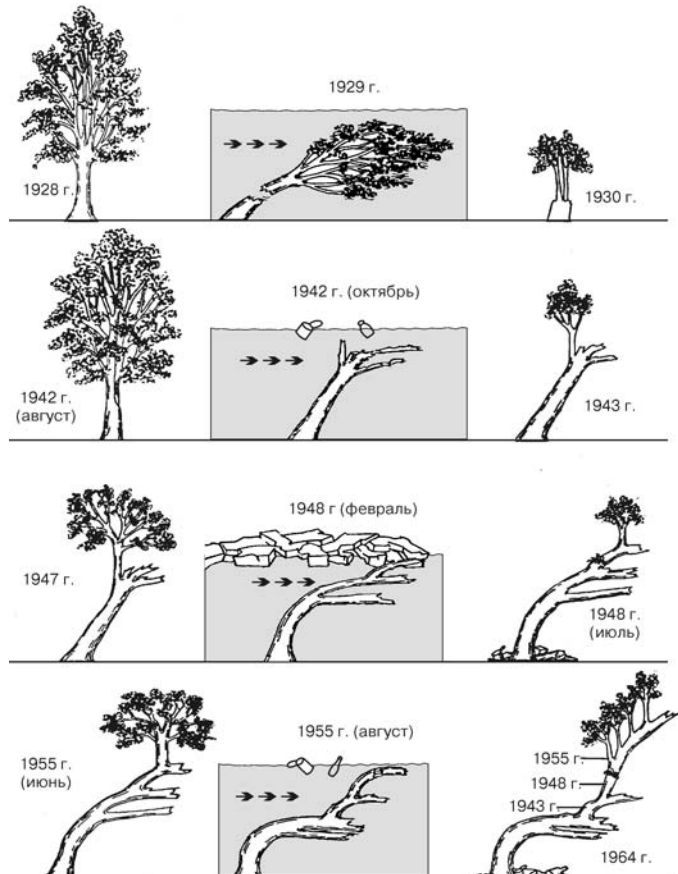 1929 г.
1928 г.
1930 г.
1942 г. (октябрь)
1942 г.
(август)
1943 г.
1948 г (февраль)
1947 г.
1948 г.
(июль)
1955 г. (август)
1955 г.
(июнь)
1955 г.
1948 г.
1943 г.
1964 г.